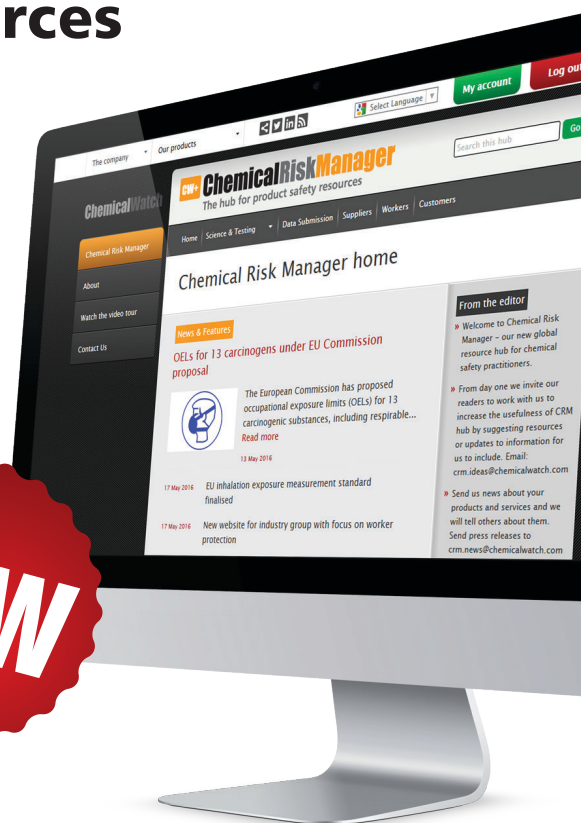 rces
The company
Our products
Select Language
My account
Log out
ChemicalWatch
CW+ ChemicalRiskManager
The hub for product safety resources
Search this hub
Go
Home
Science & Testing
Data Submission
Suppliers
Workers
Customers
Chemical Risk Manager
About
Watch the video tour
Contact Us
Chemical Risk Manager home
News & Features
OELs for 13 carcinogens under EU Commission
proposal
The European Commission has proposed
occupational exposure limits (OELs) for 13
carcinogenic substances, including respirable...
Read more
13 May 2016
17 May 2016 EU inhalation exposure measurement standard
finalised
17 May 2016 New website for industry group with focus on worker
protection
From the editor
» Welcome to Chemical Risk
Manager – our new global
resource hub for chemical
safety practitioners.
» From day one we invite our
readers to work with us to
increase the usefulness of CRM
hub by suggesting resources
or updates to information for
us to include. Email:
crm.ideas@chemicalwatch.com
» Send us news about your
products and services and we
will tell others about them.
Send press releases to
crm.news@chemicalwatch.com
W